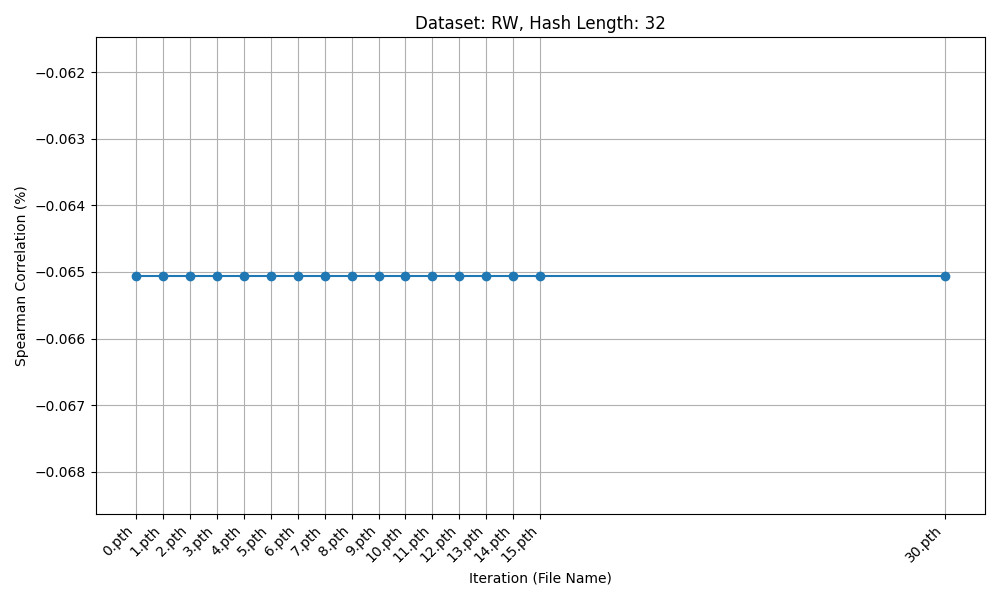 Dataset: RW, Hash Length: 32
Spearman Correlation (%)
−0.062
−0.063
−0.064
−0.065
−0.066
−0.067
−0.068
0.pth
1.pth
2.pth
3.pth
4.pth
5.pth
6.pth
7.pth
8.pth
9.pth
10.pth
11.pth
12.pth
13.pth
14.pth
15.pth
30.pth
Iteration (File Name)